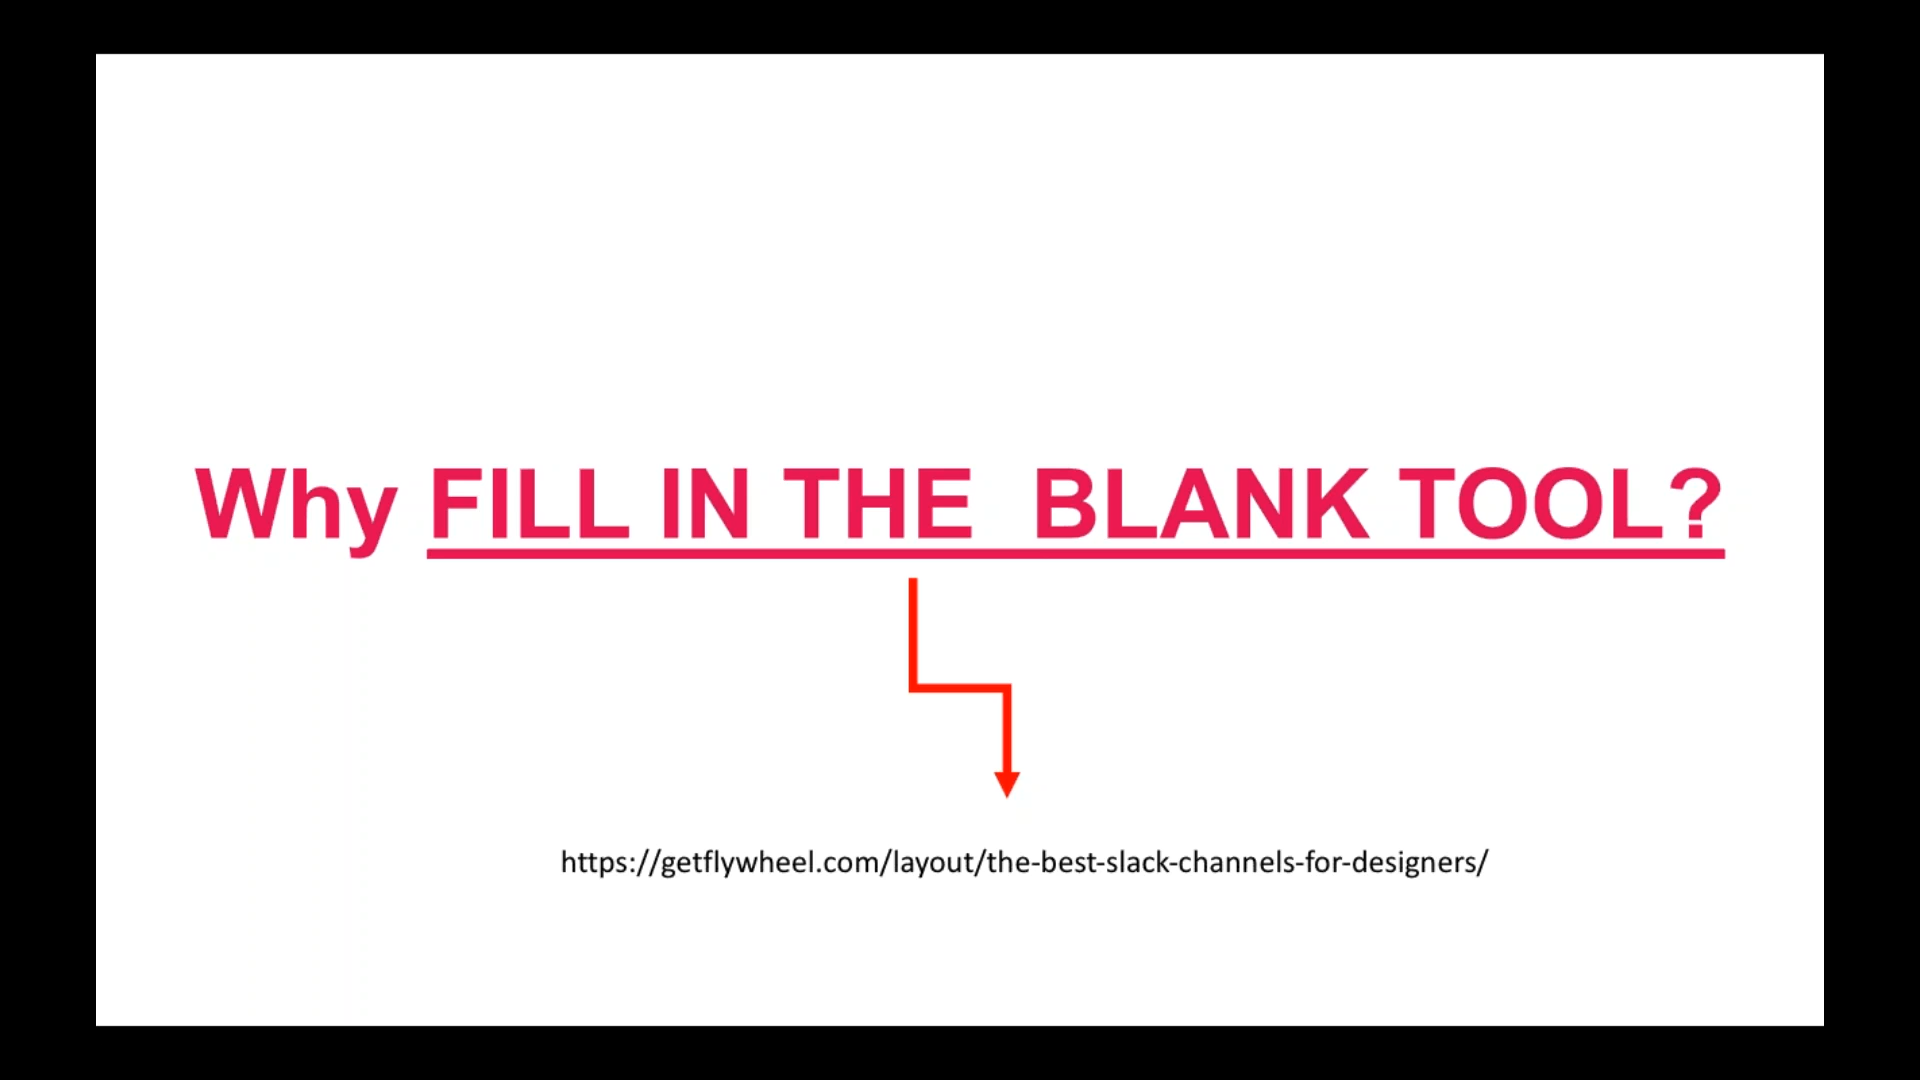 Why FILL IN THE  BLANK TOOL?
https://getflywheel.com/layout/the-best-slack-channels-for-designers/